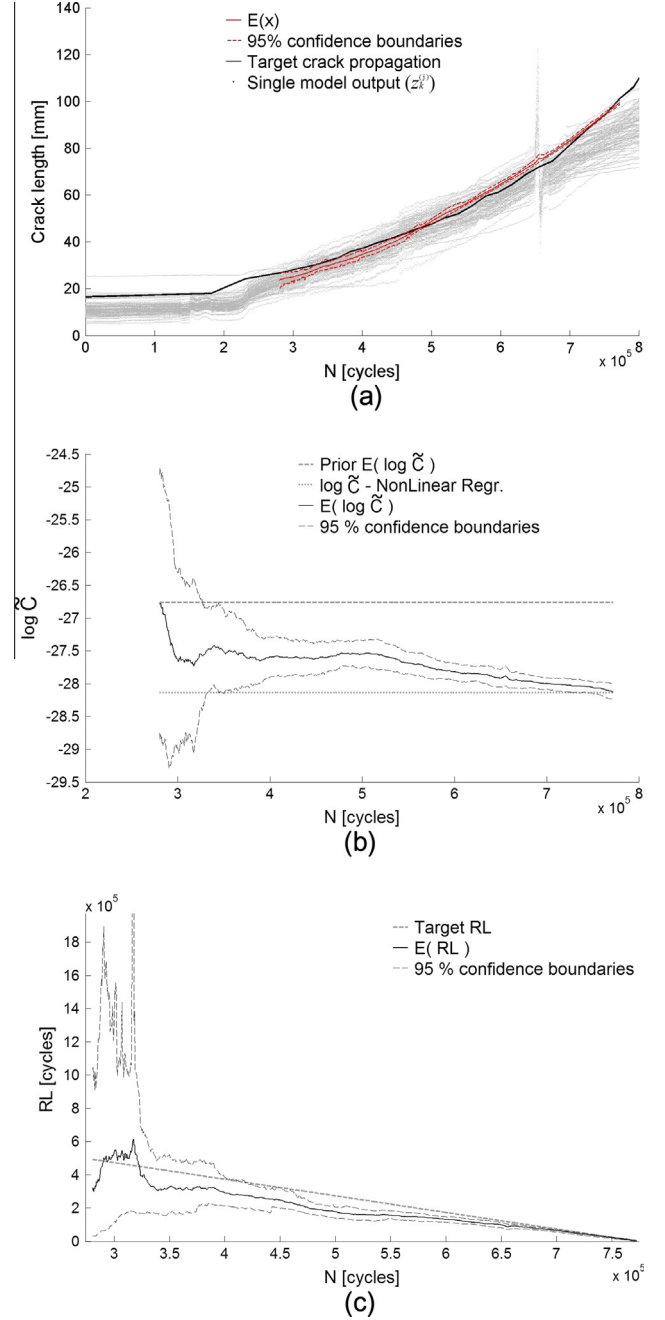 E(x)
95% confidence boundaries
Target crack propagation
Single model output (z_k^(j))
Crack length [mm]
140
120
100
80
60
40
20
0
0 1 2 3 4 5 6 7 8
x 10^5
N [cycles]
(a)
Prior E( log C̃ )
log C̃ - NonLinear Regr.
E( log C̃ )
95 % confidence boundaries
log C̃
-24.5
-25
-25.5
-26
-26.5
-27
-27.5
-28
-28.5
-29
-29.5
2 3 4 5 6 7 8
x 10^5
N [cycles]
(b)
x 10^5
Target RL
E( RL )
95 % confidence boundaries
RL [cycles]
18
16
14
12
10
8
6
4
2
0
3 3.5 4 4.5 5 5.5 6 6.5 7 7.5
x 10^5
N [cycles]
(c)